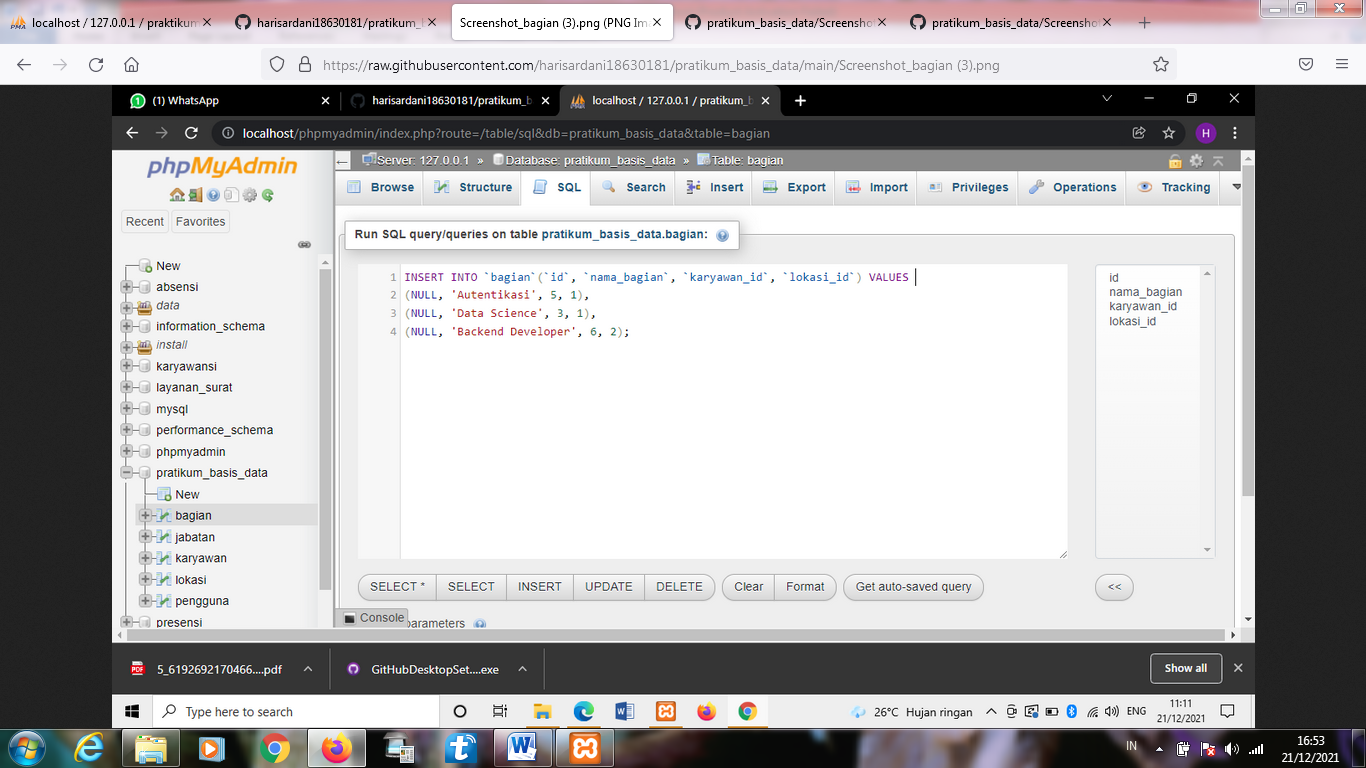 localhost / 127.0.0.1 / praktikum
harisardani18630181/pratikum_
Screenshot_bagian (3).png (PNG Im
pratikum_basis_data/Screenshot
pratikum_basis_data/Screenshot
https://raw.githubusercontent.com/harisardani18630181/pratikum_basis_data/main/Screenshot_bagian (3).png
(1) WhatsApp
harisardani18630181/pratikum_b
localhost / 127.0.0.1 / pratikum_b
localhost/phpmyadmin/index.php?route=/table/sql&db=pratikum_basis_data&table=bagian
H
phpMyAdmin
Recent
Favorites
New
absensi
data
information_schema
install
karyawansi
layanan_surat
mysql
performance_schema
phpmyadmin
pratikum_basis_data
New
bagian
jabatan
karyawan
lokasi
pengguna
presensi
Server: 127.0.0.1 » Database: pratikum_basis_data » Table: bagian
Browse
Structure
SQL
Search
Insert
Export
Import
Privileges
Operations
Tracking
Run SQL query/queries on table pratikum_basis_data.bagian:
1 INSERT INTO `bagian`(`id`, `nama_bagian`, `karyawan_id`, `lokasi_id`) VALUES
2 (NULL, 'Autentikasi', 5, 1),
3 (NULL, 'Data Science', 3, 1),
4 (NULL, 'Backend Developer', 6, 2);
id
nama_bagian
karyawan_id
lokasi_id
SELECT *
SELECT
INSERT
UPDATE
DELETE
Clear
Format
Get auto-saved query
<<
Console
parameters
5_6192692170466....pdf
GitHubDesktopSet....exe
Show all
Type here to search
26°C Hujan ringan
ENG
11:11
21/12/2021
IN
16:53
21/12/2021